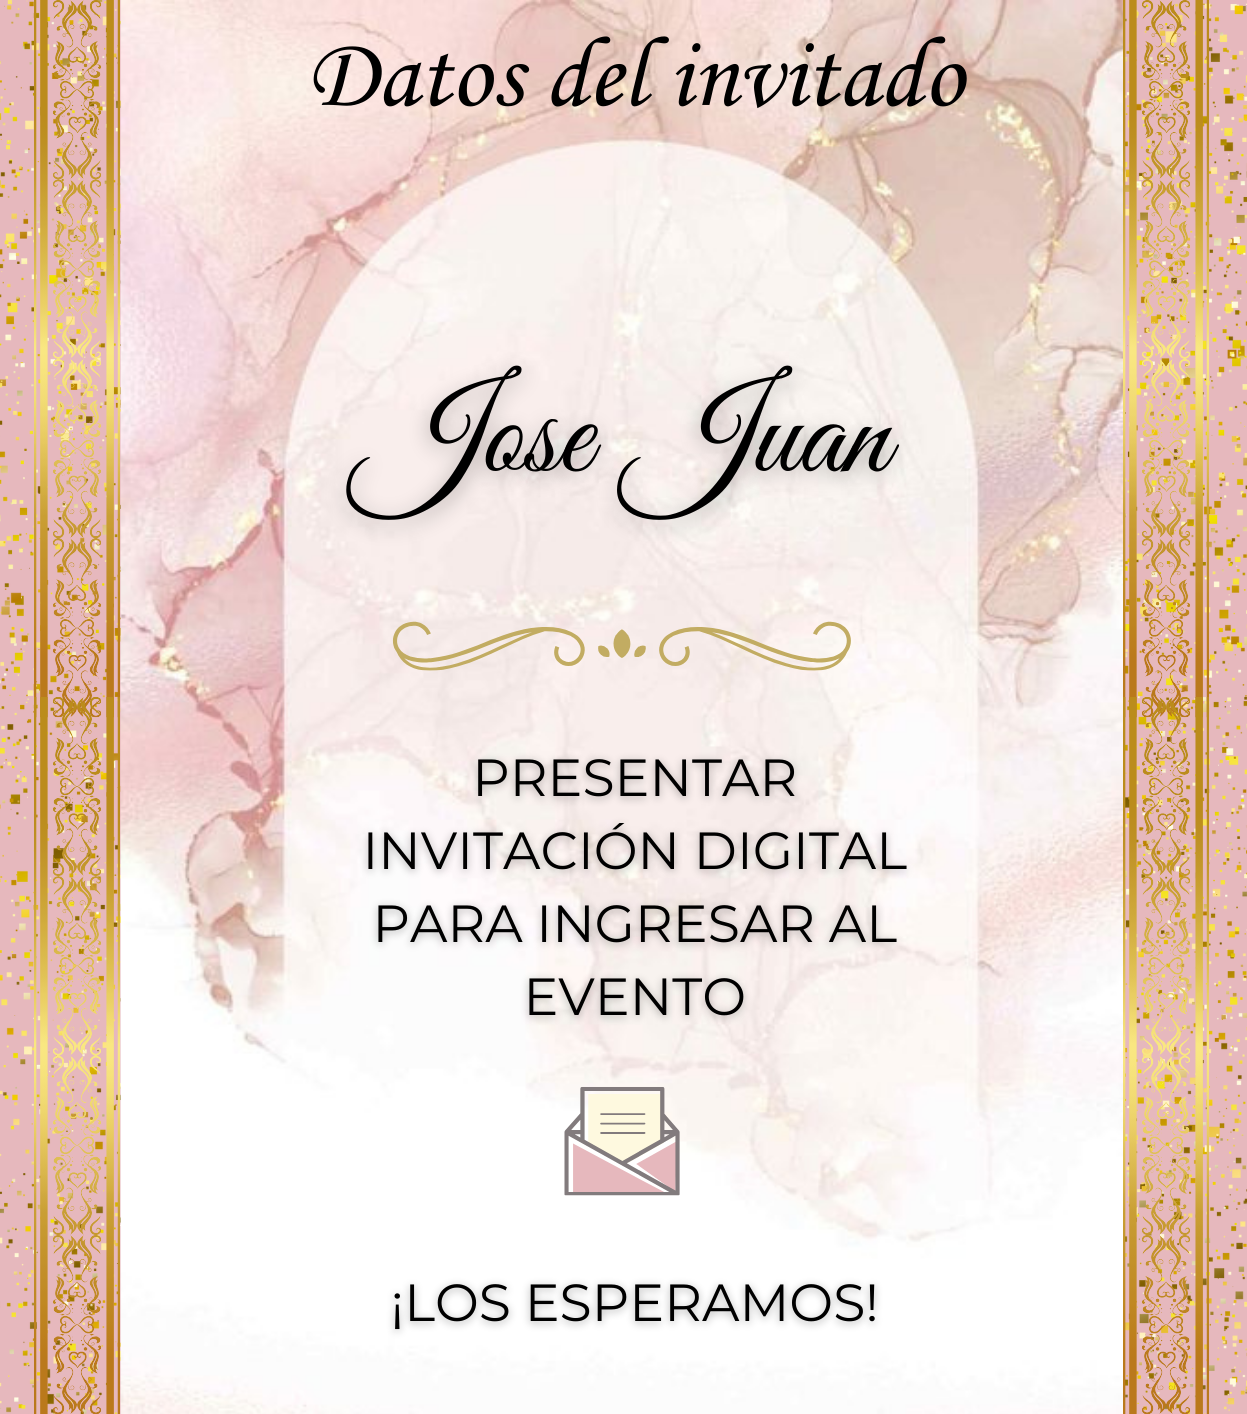 Datos del invitado
Jose Juan
PRESENTAR
INVITACIÓN DIGITAL
PARA INGRESAR AL
EVENTO
¡LOS ESPERAMOS!